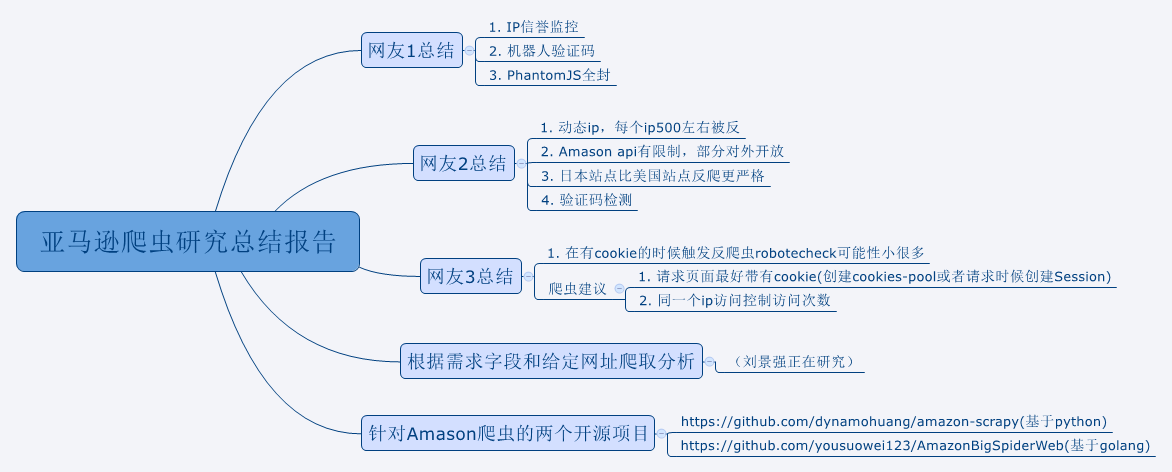 亚马逊爬虫研究总结报告
网友1总结
1. IP信誉监控
2. 机器人验证码
3. PhantomJS全封
网友2总结
1. 动态ip，每个ip500左右被反
2. Amason api有限制，部分对外开放
3. 日本站点比美国站点反爬更严格
4. 验证码检测
网友3总结
1. 在有cookie的时候触发反爬虫robotecheck可能性小很多
爬虫建议
1. 请求页面最好带有cookie(创建cookies-pool或者请求时候创建Session)
2. 同一个ip访问控制访问次数
根据需求字段和给定网址爬取分析
（刘景强正在研究）
针对Amason爬虫的两个开源项目
https://github.com/dynamohuang/amazon-scrapy(基于python)
https://github.com/yousuowei123/AmazonBigSpiderWeb(基于golang)